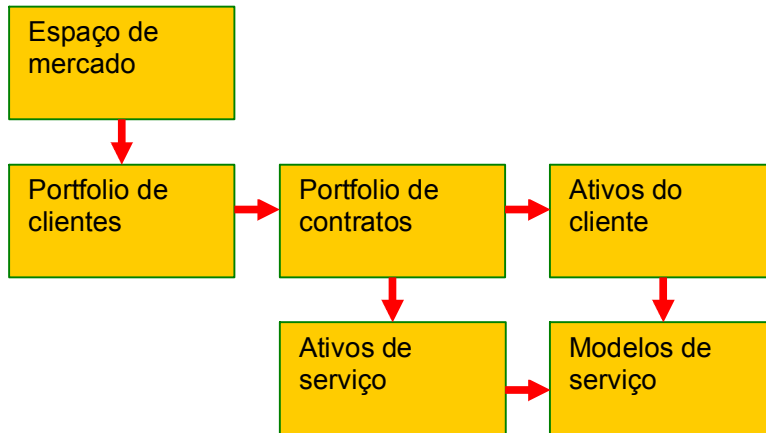 Espaço de
mercado
Portfolio de
clientes
Portfolio de
contratos
Ativos do
cliente
Ativos de
serviço
Modelos de
serviço